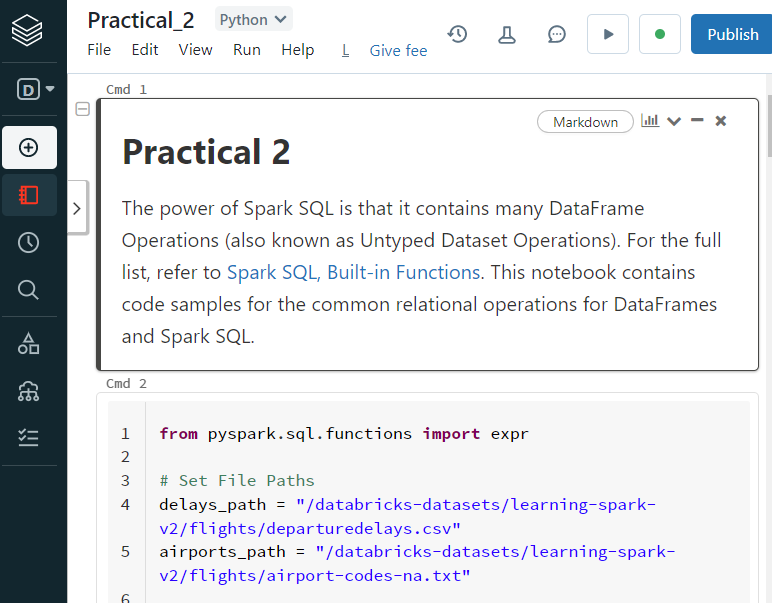 Practical_2 Python
File Edit View Run Help L Give fee
Publish
D
Cmd 1
Markdown
Practical 2
The power of Spark SQL is that it contains many DataFrame
Operations (also known as Untyped Dataset Operations). For the full
list, refer to Spark SQL, Built-in Functions. This notebook contains
code samples for the common relational operations for DataFrames
and Spark SQL.
Cmd 2
1 from pyspark.sql.functions import expr
2
3 # Set File Paths
4 delays_path = "/databricks-datasets/learning-spark-
v2/flights/departuredelays.csv"
5 airports_path = "/databricks-datasets/learning-spark-
v2/flights/airport-codes-na.txt"
6